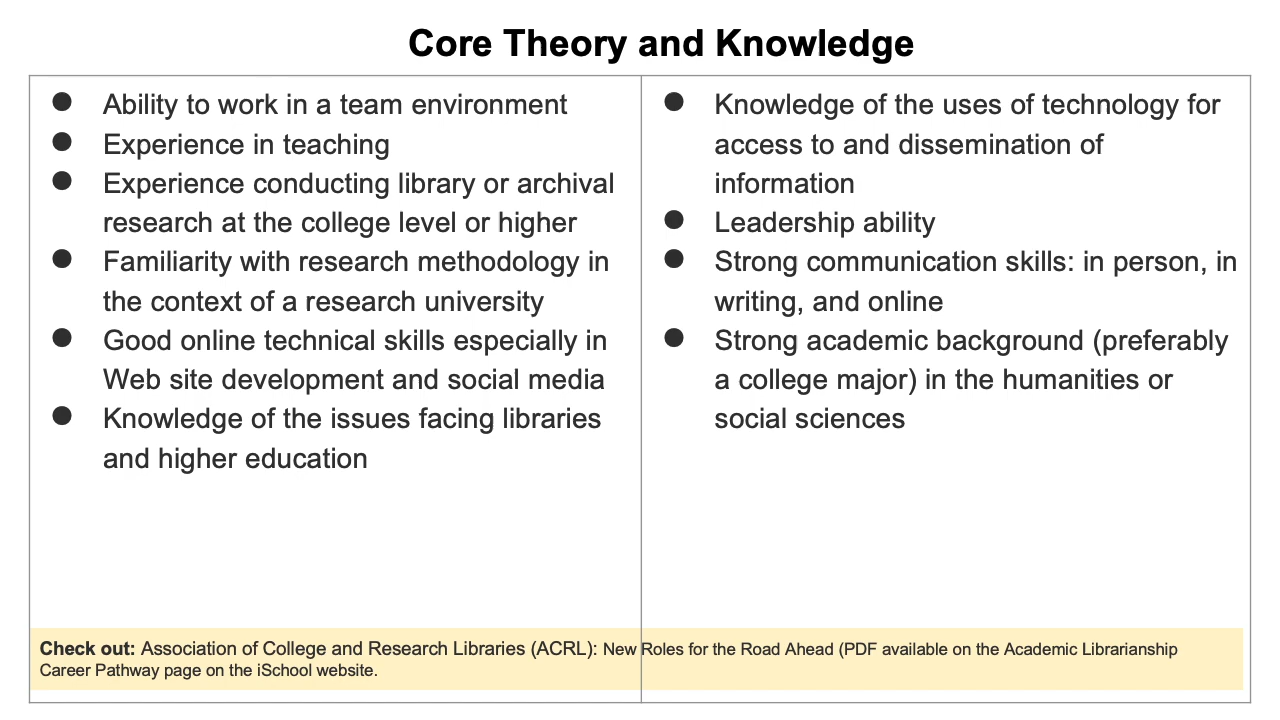 Core Theory and Knowledge
● Ability to work in a team environment
● Experience in teaching
● Experience conducting library or archival
research at the college level or higher
● Familiarity with research methodology in
the context of a research university
● Good online technical skills especially in
Web site development and social media
● Knowledge of the issues facing libraries
and higher education
● Knowledge of the uses of technology for
access to and dissemination of
information
● Leadership ability
● Strong communication skills: in person, in
writing, and online
● Strong academic background (preferably
a college major) in the humanities or
social sciences
Check out: Association of College and Research Libraries (ACRL): New Roles for the Road Ahead (PDF available on the Academic Librarianship
Career Pathway page on the iSchool website.